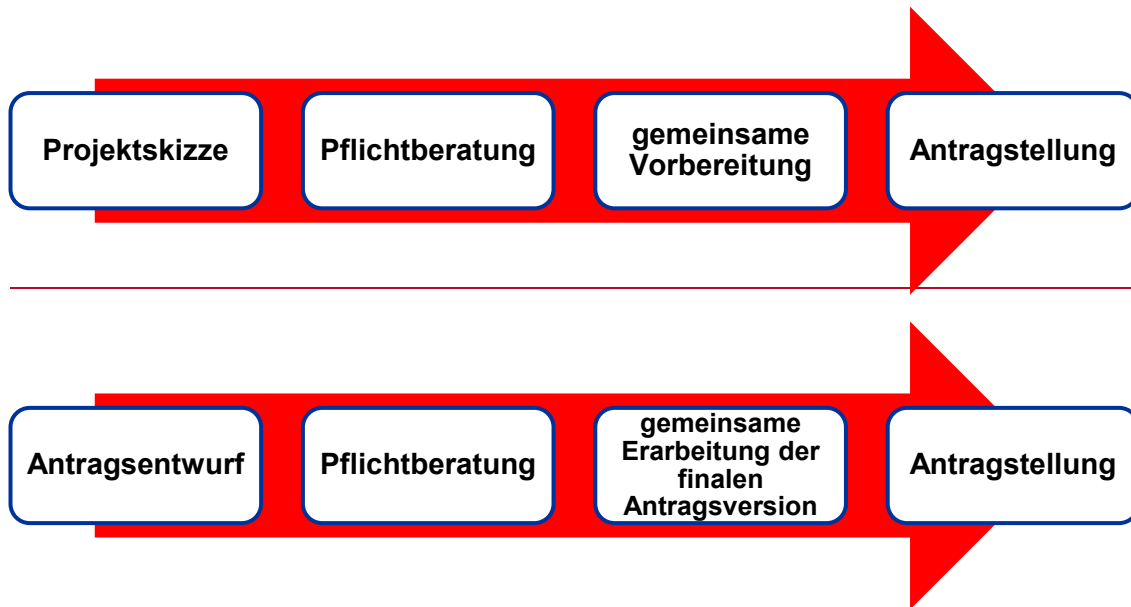 Projektskizze
Pflichtberatung
gemeinsame
Vorbereitung
Antragstellung
Antragsentwurf
Pflichtberatung
gemeinsame
Erarbeitung der
finalen
Antragsversion
Antragstellung